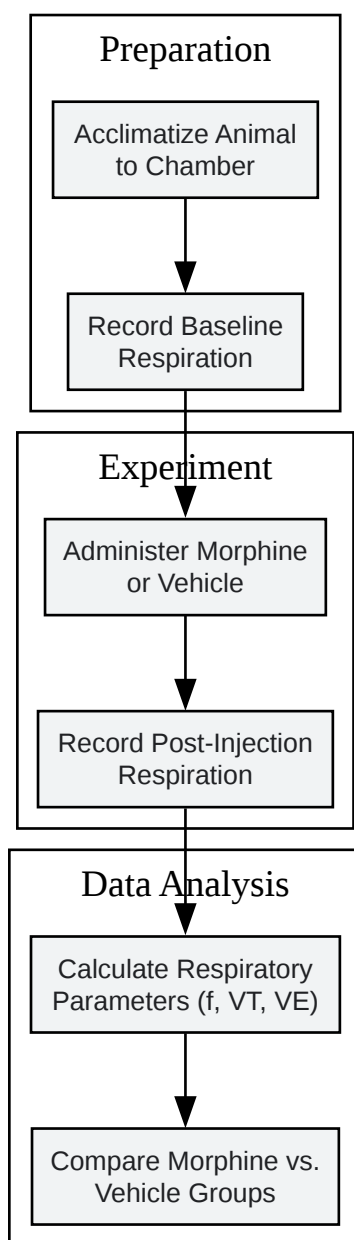 Preparation
Acclimatize Animal
to Chamber
Record Baseline
Respiration
Experiment
Administer Morphine
or Vehicle
Record Post-Injection
Respiration
Data Analysis
Calculate Respiratory
Parameters (f, VT, VE)
Compare Morphine vs.
Vehicle Groups